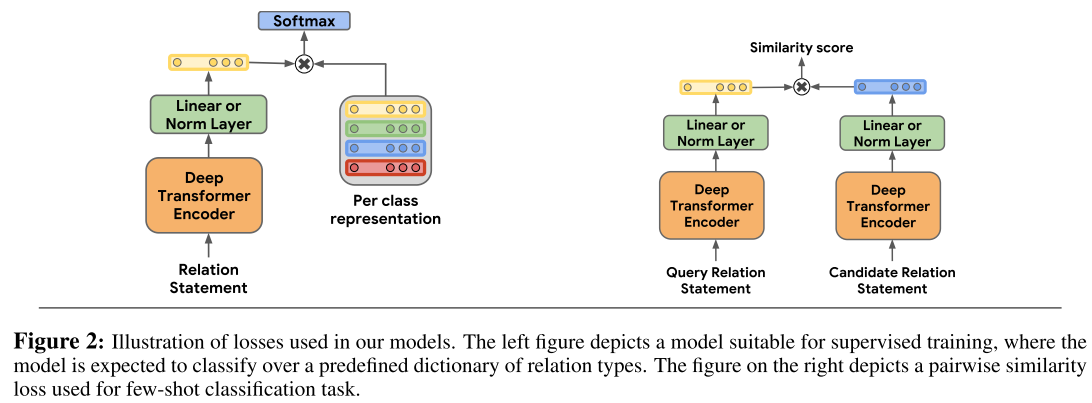 Softmax
Linear or
Norm Layer
Deep
Transformer
Encoder
Relation
Statement
Per class
representation
Similarity score
Linear or
Norm Layer
Deep
Transformer
Encoder
Query Relation
Statement
Linear or
Norm Layer
Deep
Transformer
Encoder
Candidate Relation
Statement
Figure 2: Illustration of losses used in our models. The left figure depicts a model suitable for supervised training, where the
model is expected to classify over a predefined dictionary of relation types. The figure on the right depicts a pairwise similarity
loss used for few-shot classification task.